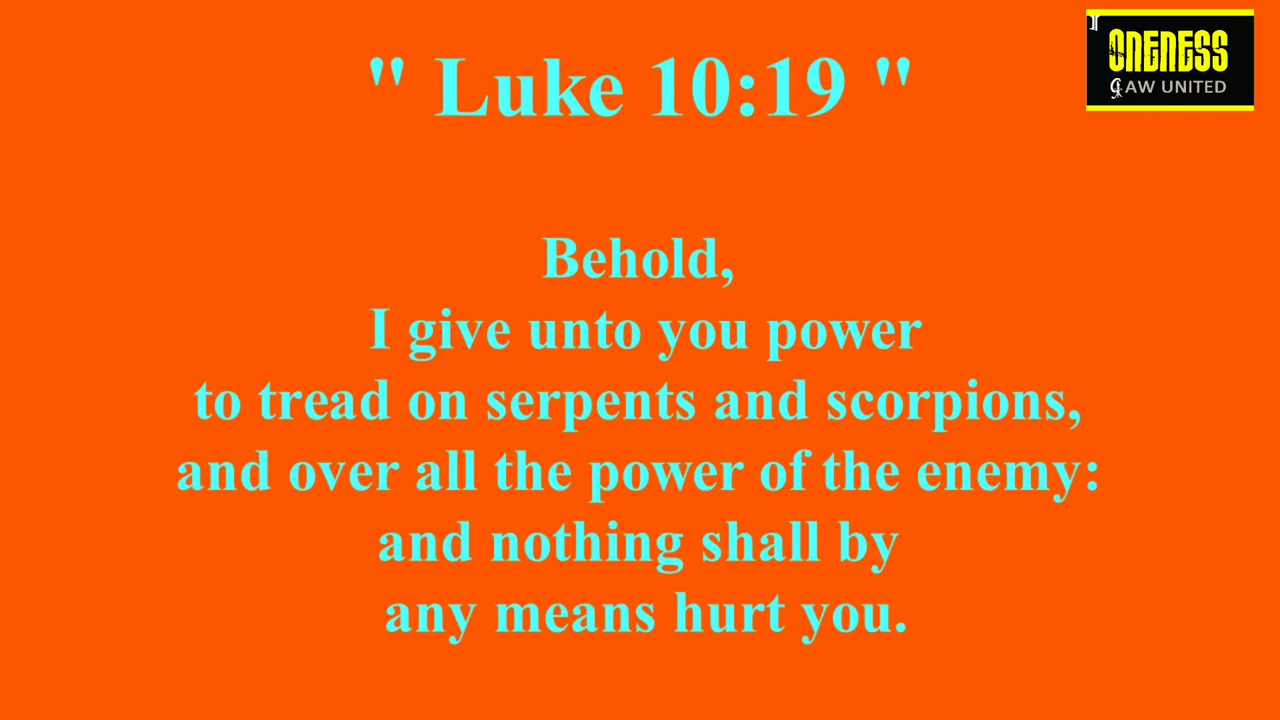 " Luke 10:19 "
ONENESS
LAW UNITED
Behold,
I give unto you power
to tread on serpents and scorpions,
and over all the power of the enemy:
and nothing shall by
any means hurt you.